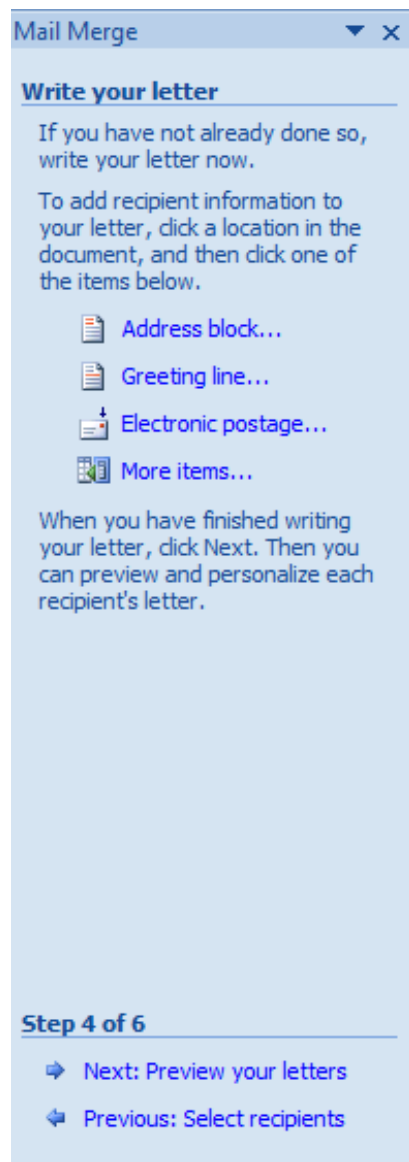 Mail Merge
Write your letter
If you have not already done so,
write your letter now.
To add recipient information to
your letter, click a location in the
document, and then click one of
the items below.
Address block...
Greeting line...
Electronic postage...
More items...
When you have finished writing
your letter, click Next. Then you
can preview and personalize each
recipient's letter.
Step 4 of 6
Next: Preview your letters
Previous: Select recipients